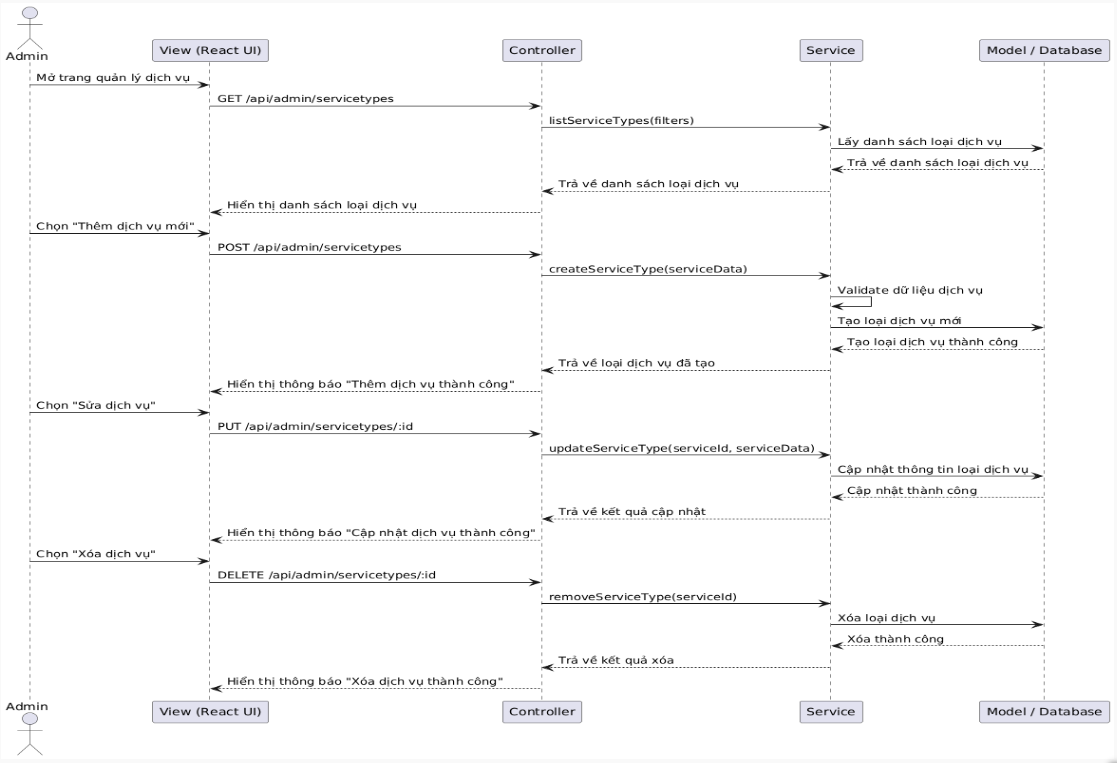 Admin
View (React UI)
Controller
Service
Model / Database
Mở trang quản lý dịch vụ
GET /api/admin/servicetypes
listServiceTypes(filters)
Lấy danh sách loại dịch vụ
Trả về danh sách loại dịch vụ
Trả về danh sách loại dịch vụ
Hiển thị danh sách loại dịch vụ
Chọn "Thêm dịch vụ mới"
POST /api/admin/servicetypes
createServiceType(serviceData)
Validate dữ liệu dịch vụ
Tạo loại dịch vụ mới
Tạo loại dịch vụ thành công
Trả về loại dịch vụ đã tạo
Hiển thị thông báo "Thêm dịch vụ thành công"
Chọn "Sửa dịch vụ"
PUT /api/admin/servicetypes/:id
updateServiceType(serviceId, serviceData)
Cập nhật thông tin loại dịch vụ
Cập nhật thành công
Trả về kết quả cập nhật
Hiển thị thông báo "Cập nhật dịch vụ thành công"
Chọn "Xóa dịch vụ"
DELETE /api/admin/servicetypes/:id
removeServiceType(serviceId)
Xóa loại dịch vụ
Xóa thành công
Trả về kết quả xóa
Hiển thị thông báo "Xóa dịch vụ thành công"
Admin
View (React UI)
Controller
Service
Model / Database